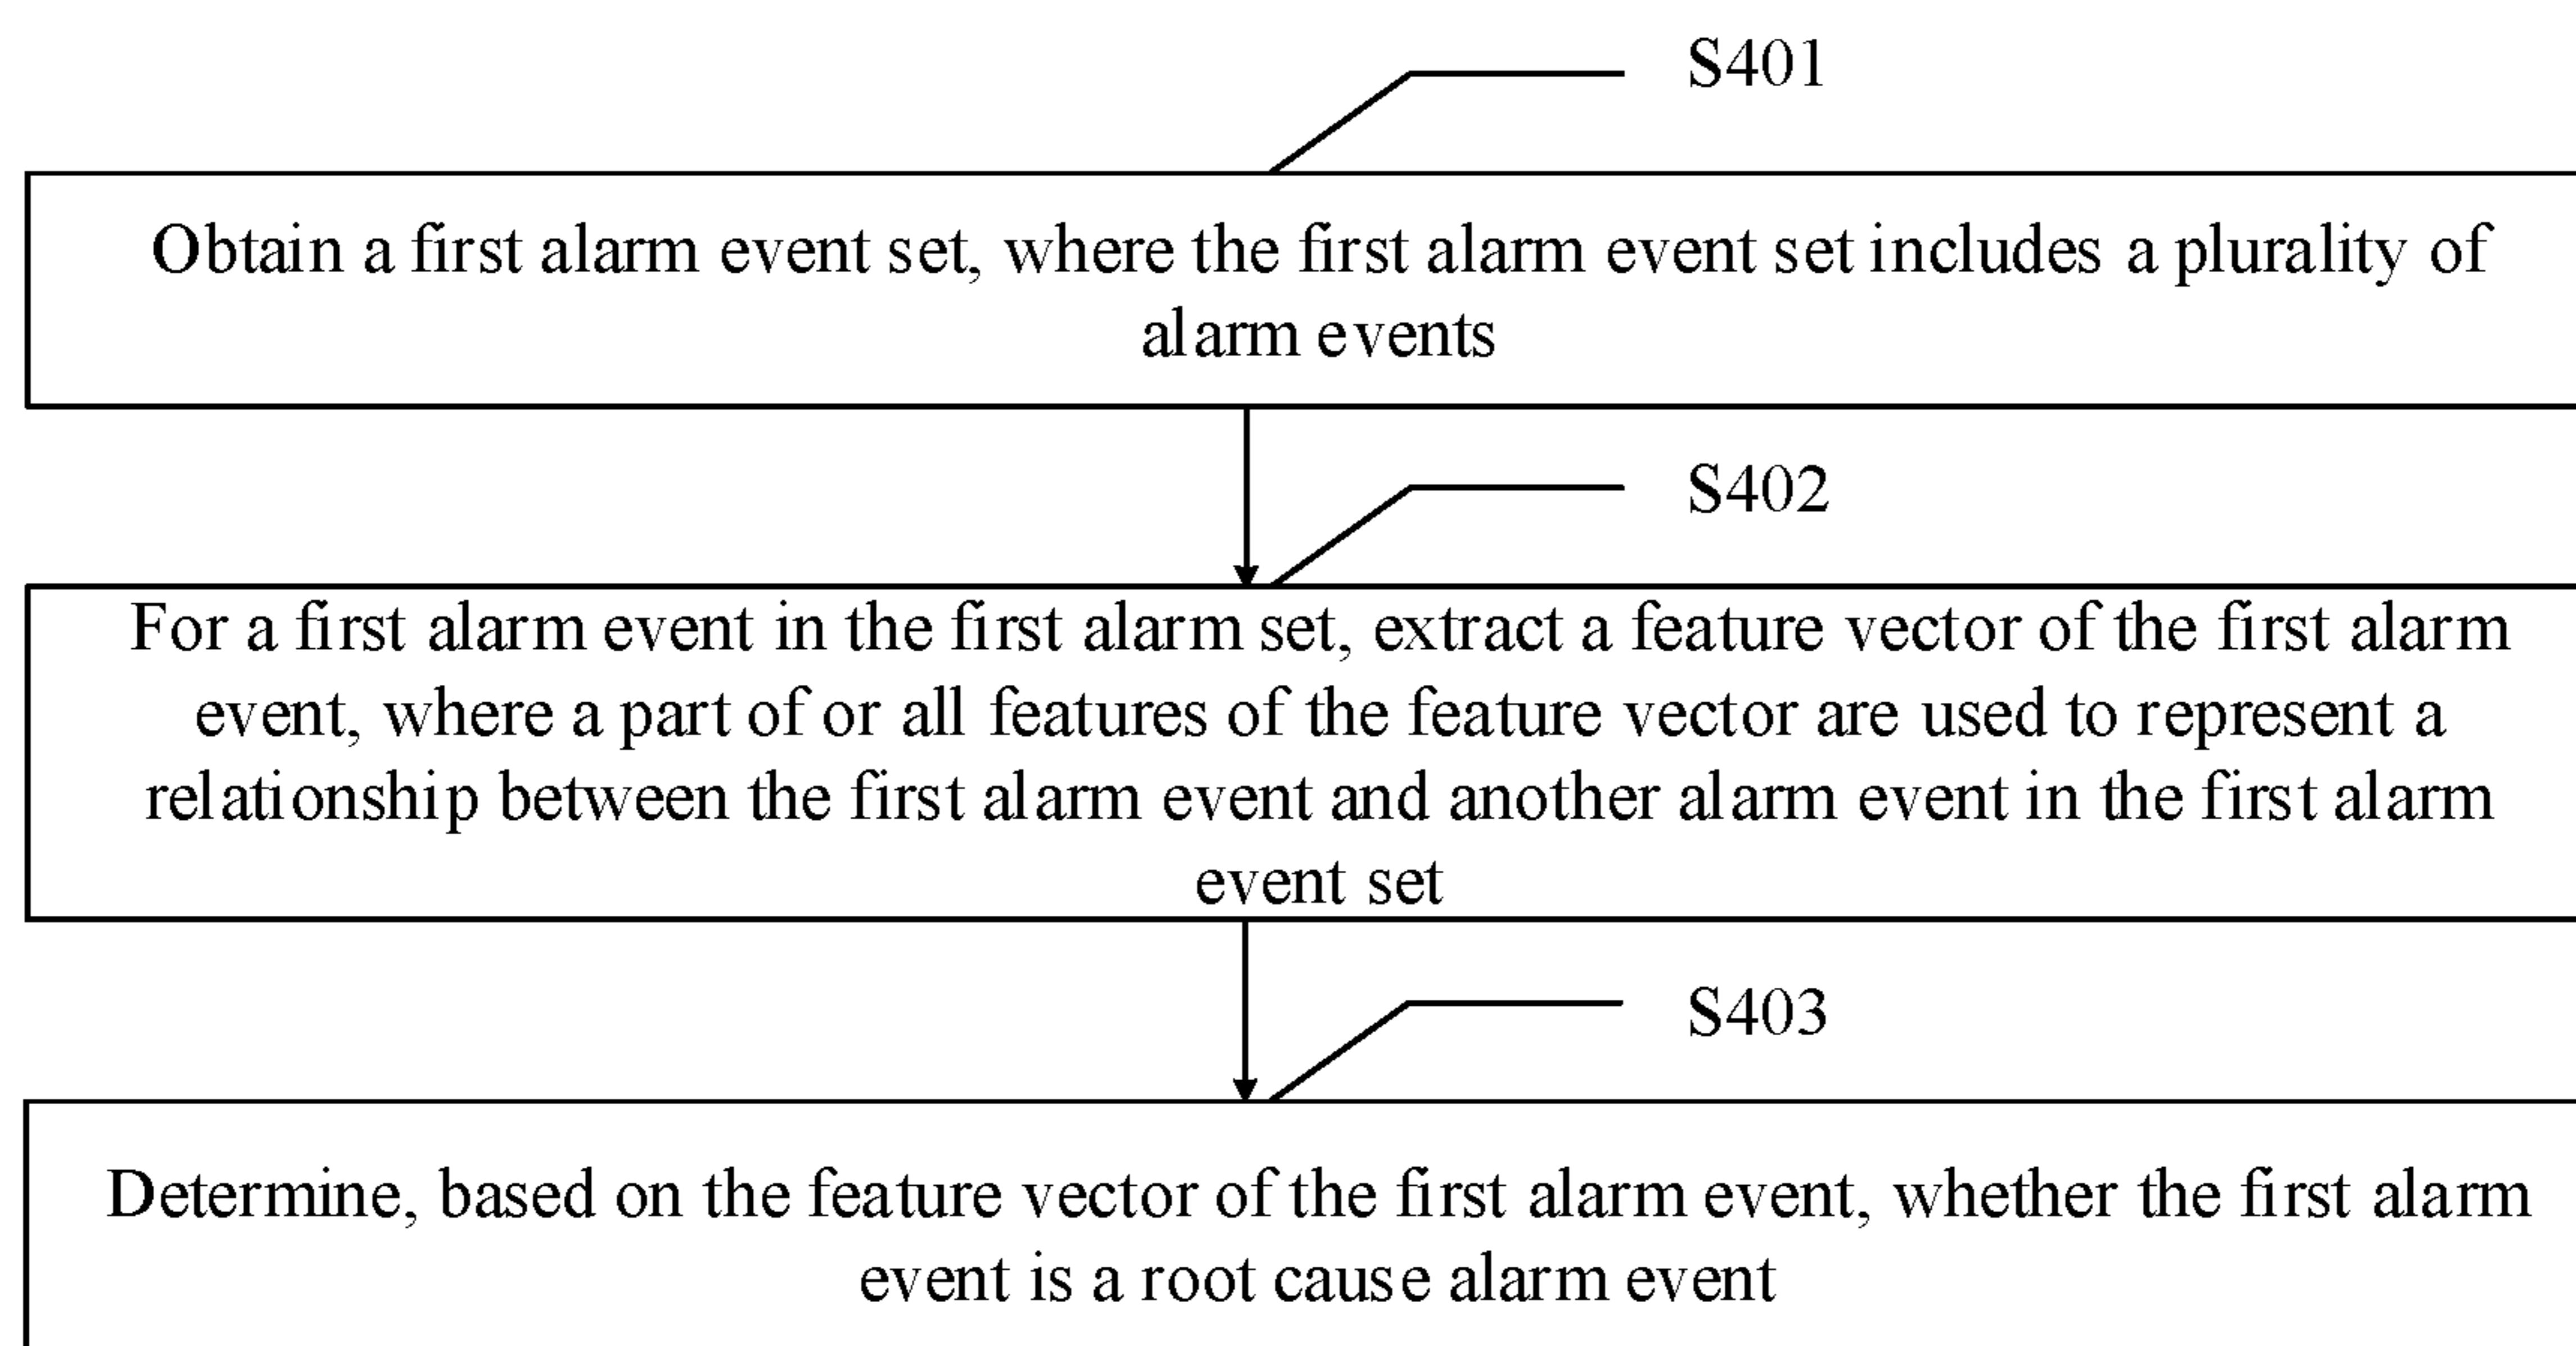 S401
Obtain a first alarm event set, where the first alarm event set includes a plurality of
alarm events
S402
For a first alarm event in the first alarm set, extract a feature vector of the first alarm
event, where a part of or all features of the feature vector are used to represent a
relationship between the first alarm event and another alarm event in the first alarm
event set
S403
Determine, based on the feature vector of the first alarm event, whether the first alarm
event is a root cause alarm event